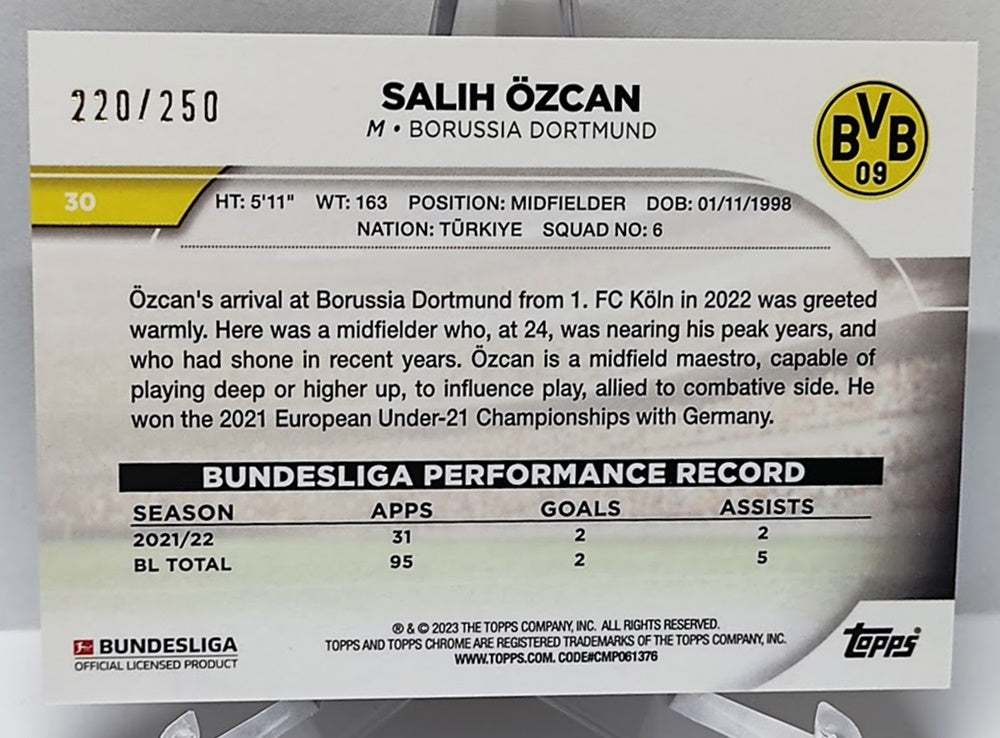 220/250
SALIH ÖZCAN
M • BORUSSIA DORTMUND
BVB
09
30
HT: 5'11" WT: 163 POSITION: MIDFIELDER DOB: 01/11/1998
NATION: TÜRKIYE SQUAD NO: 6
Özcan's arrival at Borussia Dortmund from 1. FC Köln in 2022 was greeted
warmly. Here was a midfielder who, at 24, was nearing his peak years, and
who had shone in recent years. Özcan is a midfield maestro, capable of
playing deep or higher up, to influence play, allied to combative side. He
won the 2021 European Under-21 Championships with Germany.
BUNDESLIGA PERFORMANCE RECORD
SEASON APPS GOALS ASSISTS
2021/22 31 2 2
BL TOTAL 95 2 5
BUNDESLIGA
OFFICIAL LICENSED PRODUCT
® & © 2023 THE TOPPS COMPANY, INC. ALL RIGHTS RESERVED.
TOPPS AND TOPPS CHROME ARE REGISTERED TRADEMARKS OF THE TOPPS COMPANY, INC.
WWW.TOPPS.COM. CODE#CMP061376
Topps®